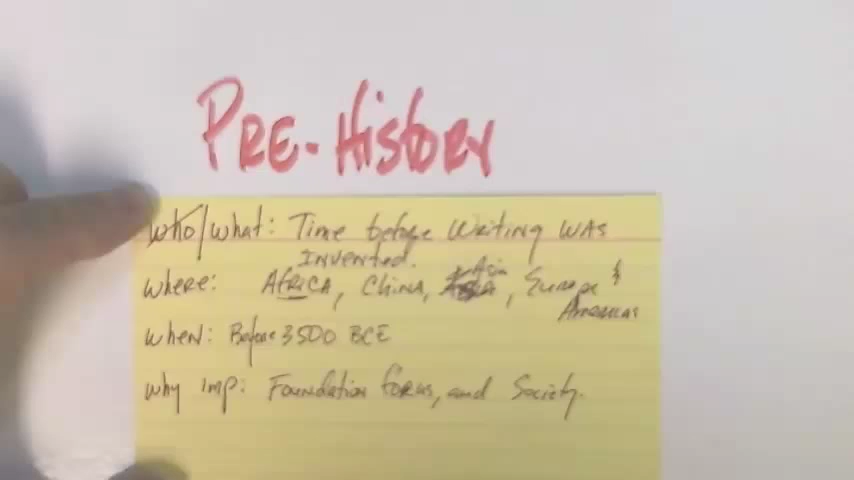 PRE-HISTORY
who/what: Time before Writing WAS
Invented.
where: AFRICA, China, Asia, Europe &
Americas
when: Before 3500 BCE
why imp: Foundation forus, and Society.